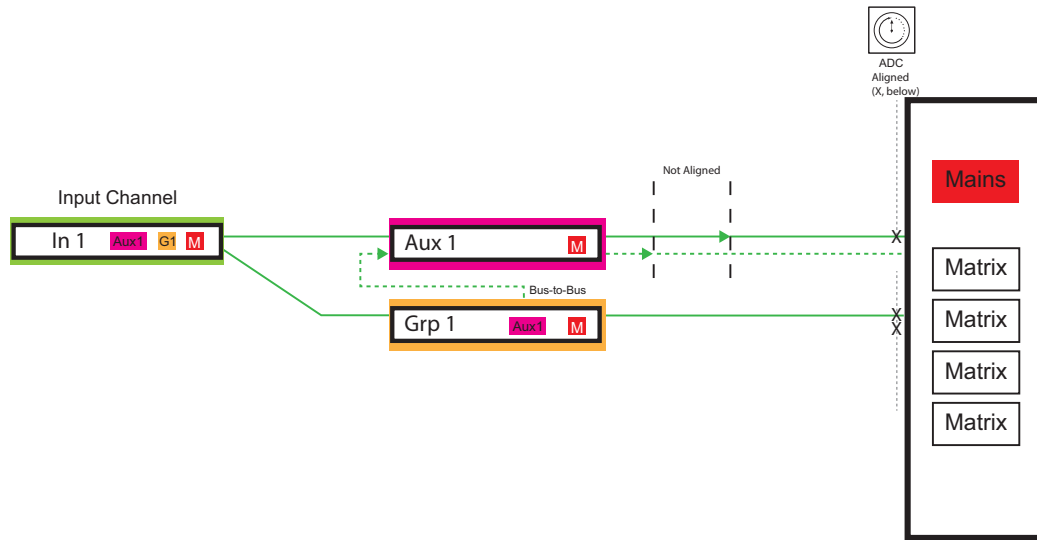 ADC
Aligned
(X, below)
Not Aligned
Mains
Input Channel
In 1 Aux1 G1 M
Aux 1 M
X
Matrix
Bus-to-Bus
Grp 1 Aux1 M
X
X
Matrix
Matrix
Matrix